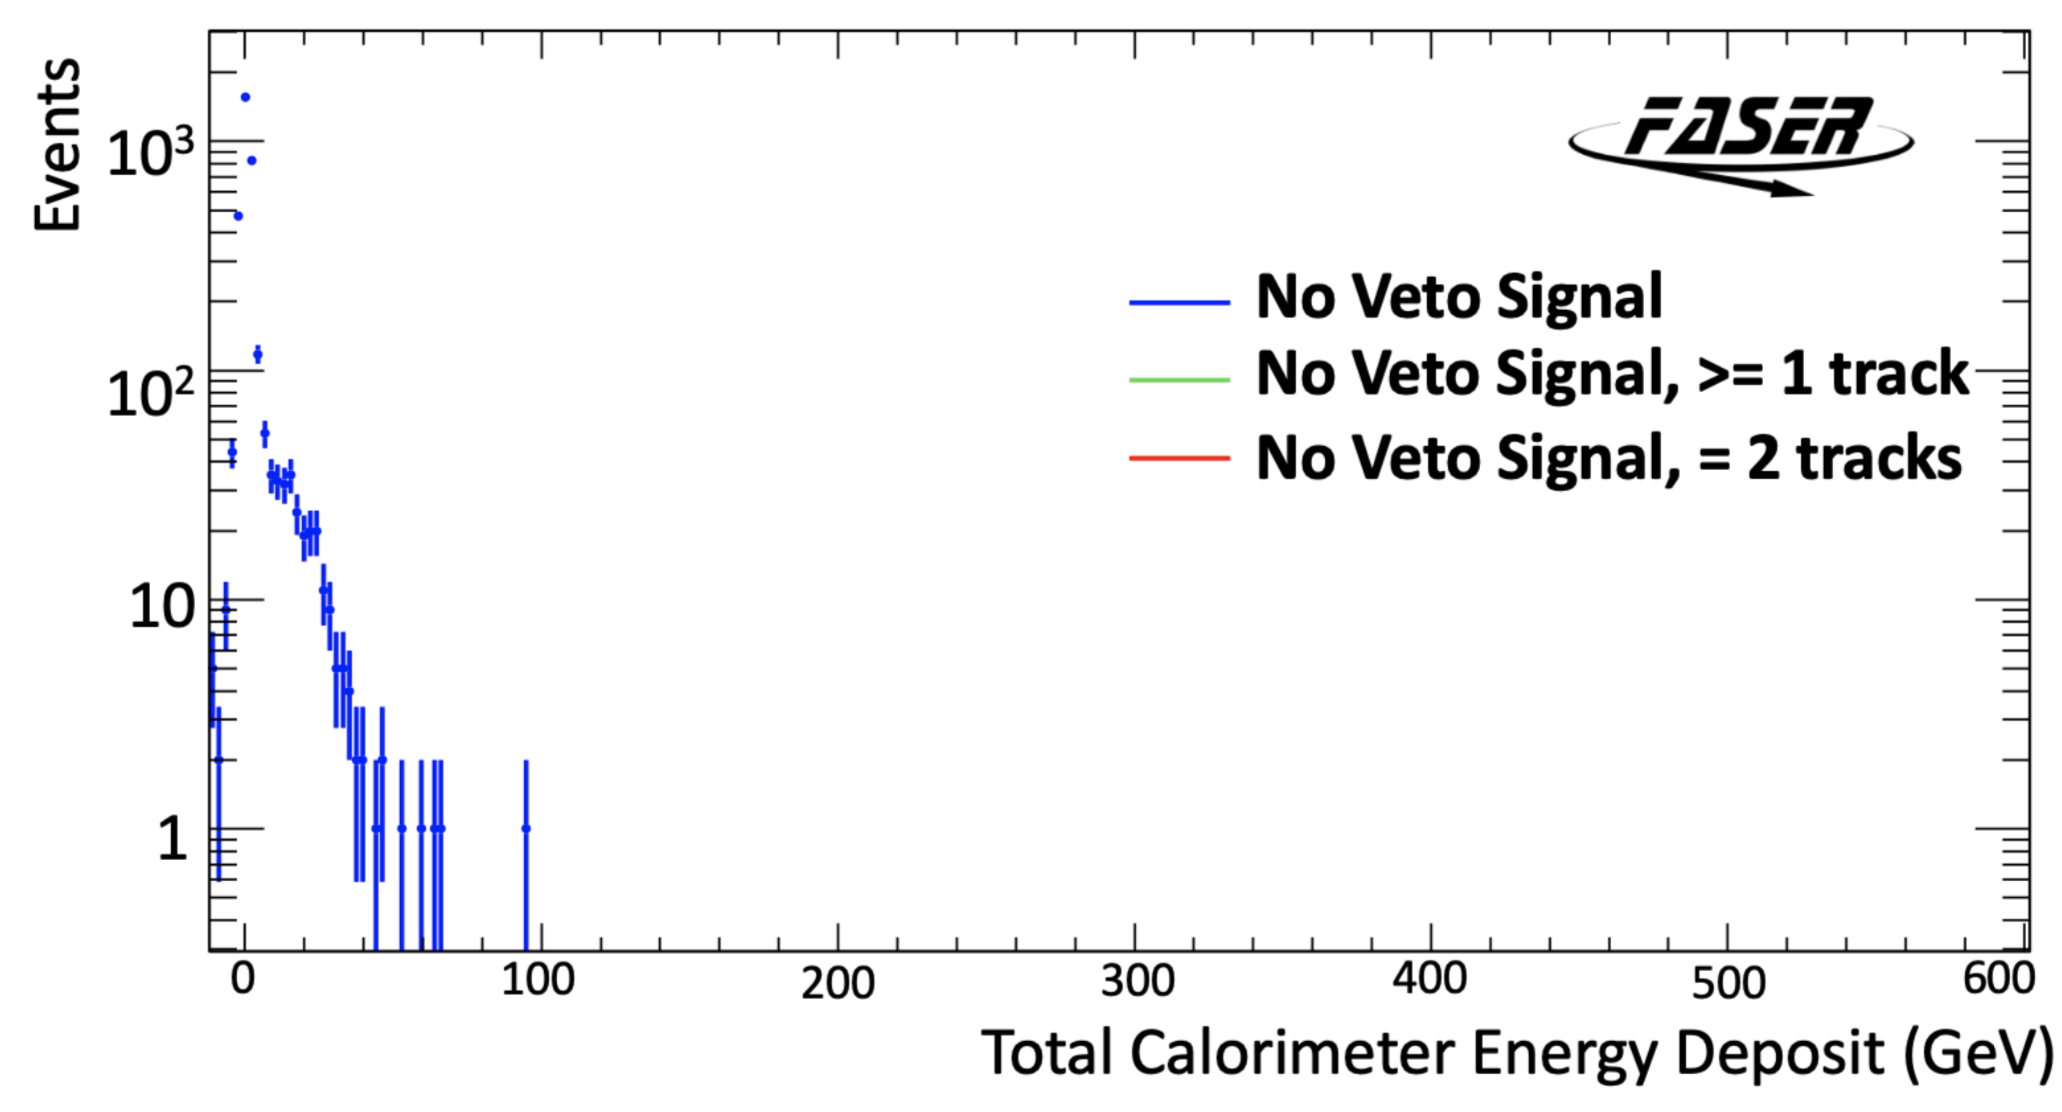 Events
10³
10²
10
1
FASER
No Veto Signal
No Veto Signal, >= 1 track
No Veto Signal, = 2 tracks
0 100 200 300 400 500 600
Total Calorimeter Energy Deposit (GeV)